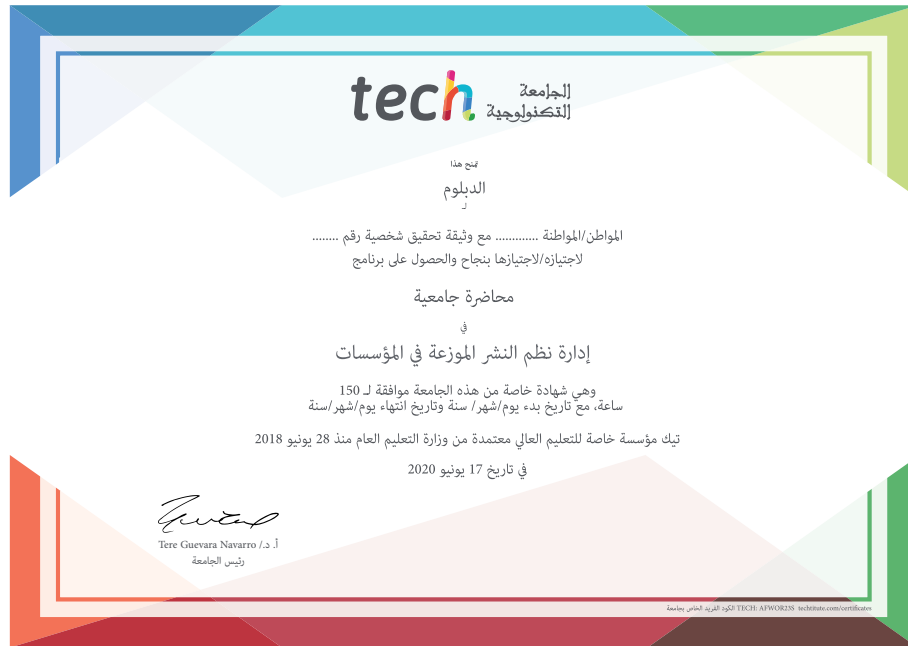 tech الجامعة
التكنولوجية
تمنح هذا
الدبلوم
لـ
المواطن/المواطنة ............. مع وثيقة تحقيق شخصية رقم ........
لاجتيازه/لاجتيازها بنجاح والحصول على برنامج
محاضرة جامعية
في
إدارة نظم النشر الموزعة في المؤسسات
وهي شهادة خاصة من هذه الجامعة موافقة لـ 150
ساعة، مع تاريخ بدء يوم/شهر/ سنة وتاريخ انتهاء يوم/شهر/سنة
تيك مؤسسة خاصة للتعليم العالي معتمدة من وزارة التعليم العام منذ 28 يونيو 2018
في تاريخ 17 يونيو 2020
أ. د./ Tere Guevara Navarro
رئيس الجامعة
الكود الفريد الخاص بجامعة TECH: AFWOR23S techtitute.com/certificates